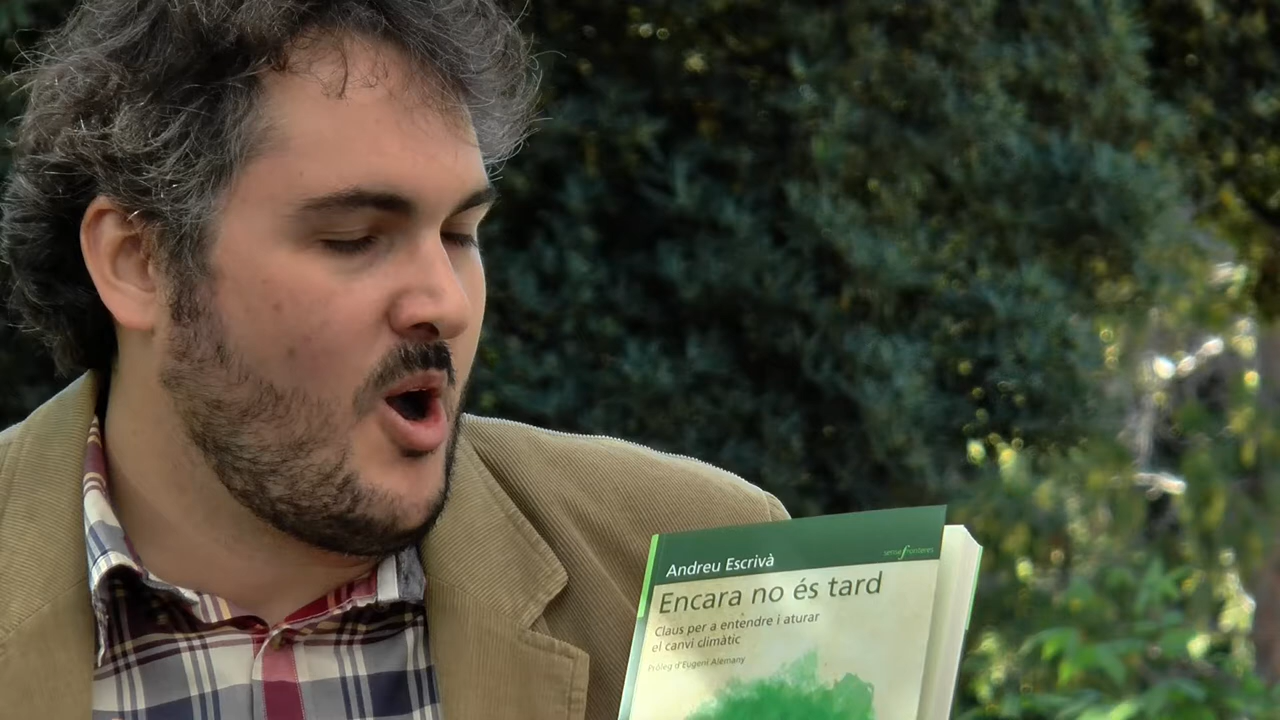 Andreu Escrivà
sense fronteres
Encara no és tard
Claus per a entendre i aturar
el canvi climàtic
Pròleg d'Eugeni Alemany